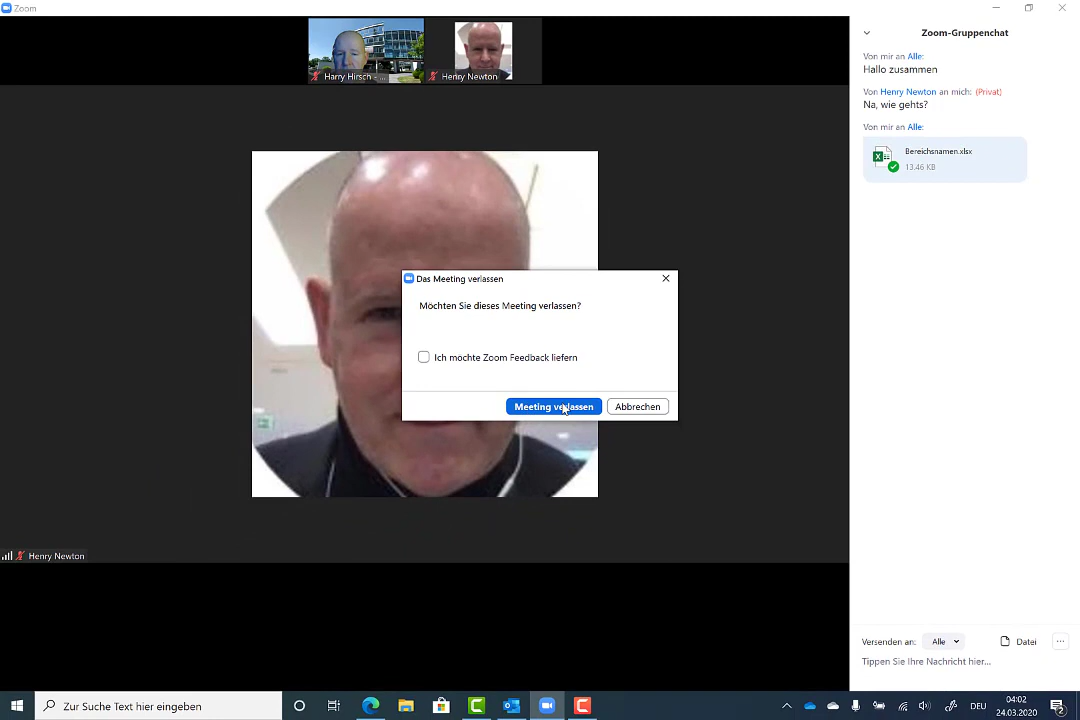 Zoom
Harry Hirsch - ...
Henry Newton
Zoom-Gruppenchat
Von mir an Alle:
Hallo zusammen
Von Henry Newton an mich: (Privat)
Na, wie gehts?
Von mir an Alle:
Bereichsnamen.xlsx
13.46 KB
Das Meeting verlassen
Möchten Sie dieses Meeting verlassen?
Ich möchte Zoom Feedback liefern
Meeting verlassen
Abbrechen
Henry Newton
Versenden an: Alle
Datei
...
Tippen Sie Ihre Nachricht hier...
Zur Suche Text hier eingeben
DEU
04:02
24.03.2020
2